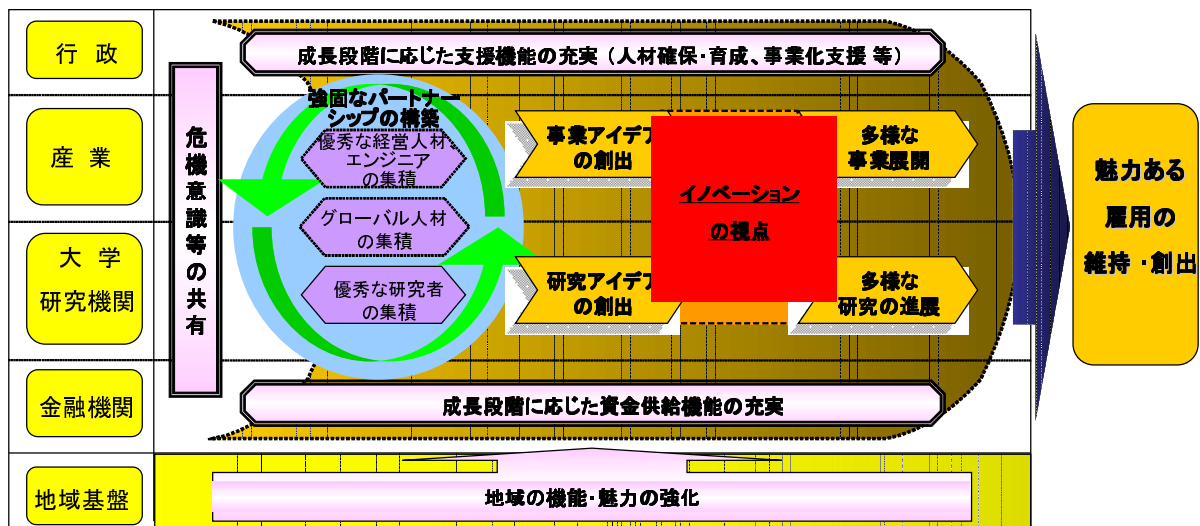 行 政
産 業
大 学
研究機関
金融機関
地域基盤
危機意識等の共有
成長段階に応じた支援機能の充実（人材確保・育成、事業化支援 等）
強固なパートナー
シップの構築
優秀な経営人材、
エンジニア
の集積
グローバル人材
の集積
優秀な研究者
の集積
事業アイデア
の創出
研究アイデア
の創出
イノベーション
の視点
多様な
事業展開
多様な
研究の進展
成長段階に応じた資金供給機能の充実
地域の機能・魅力の強化
魅力ある
雇用の
維持・創出